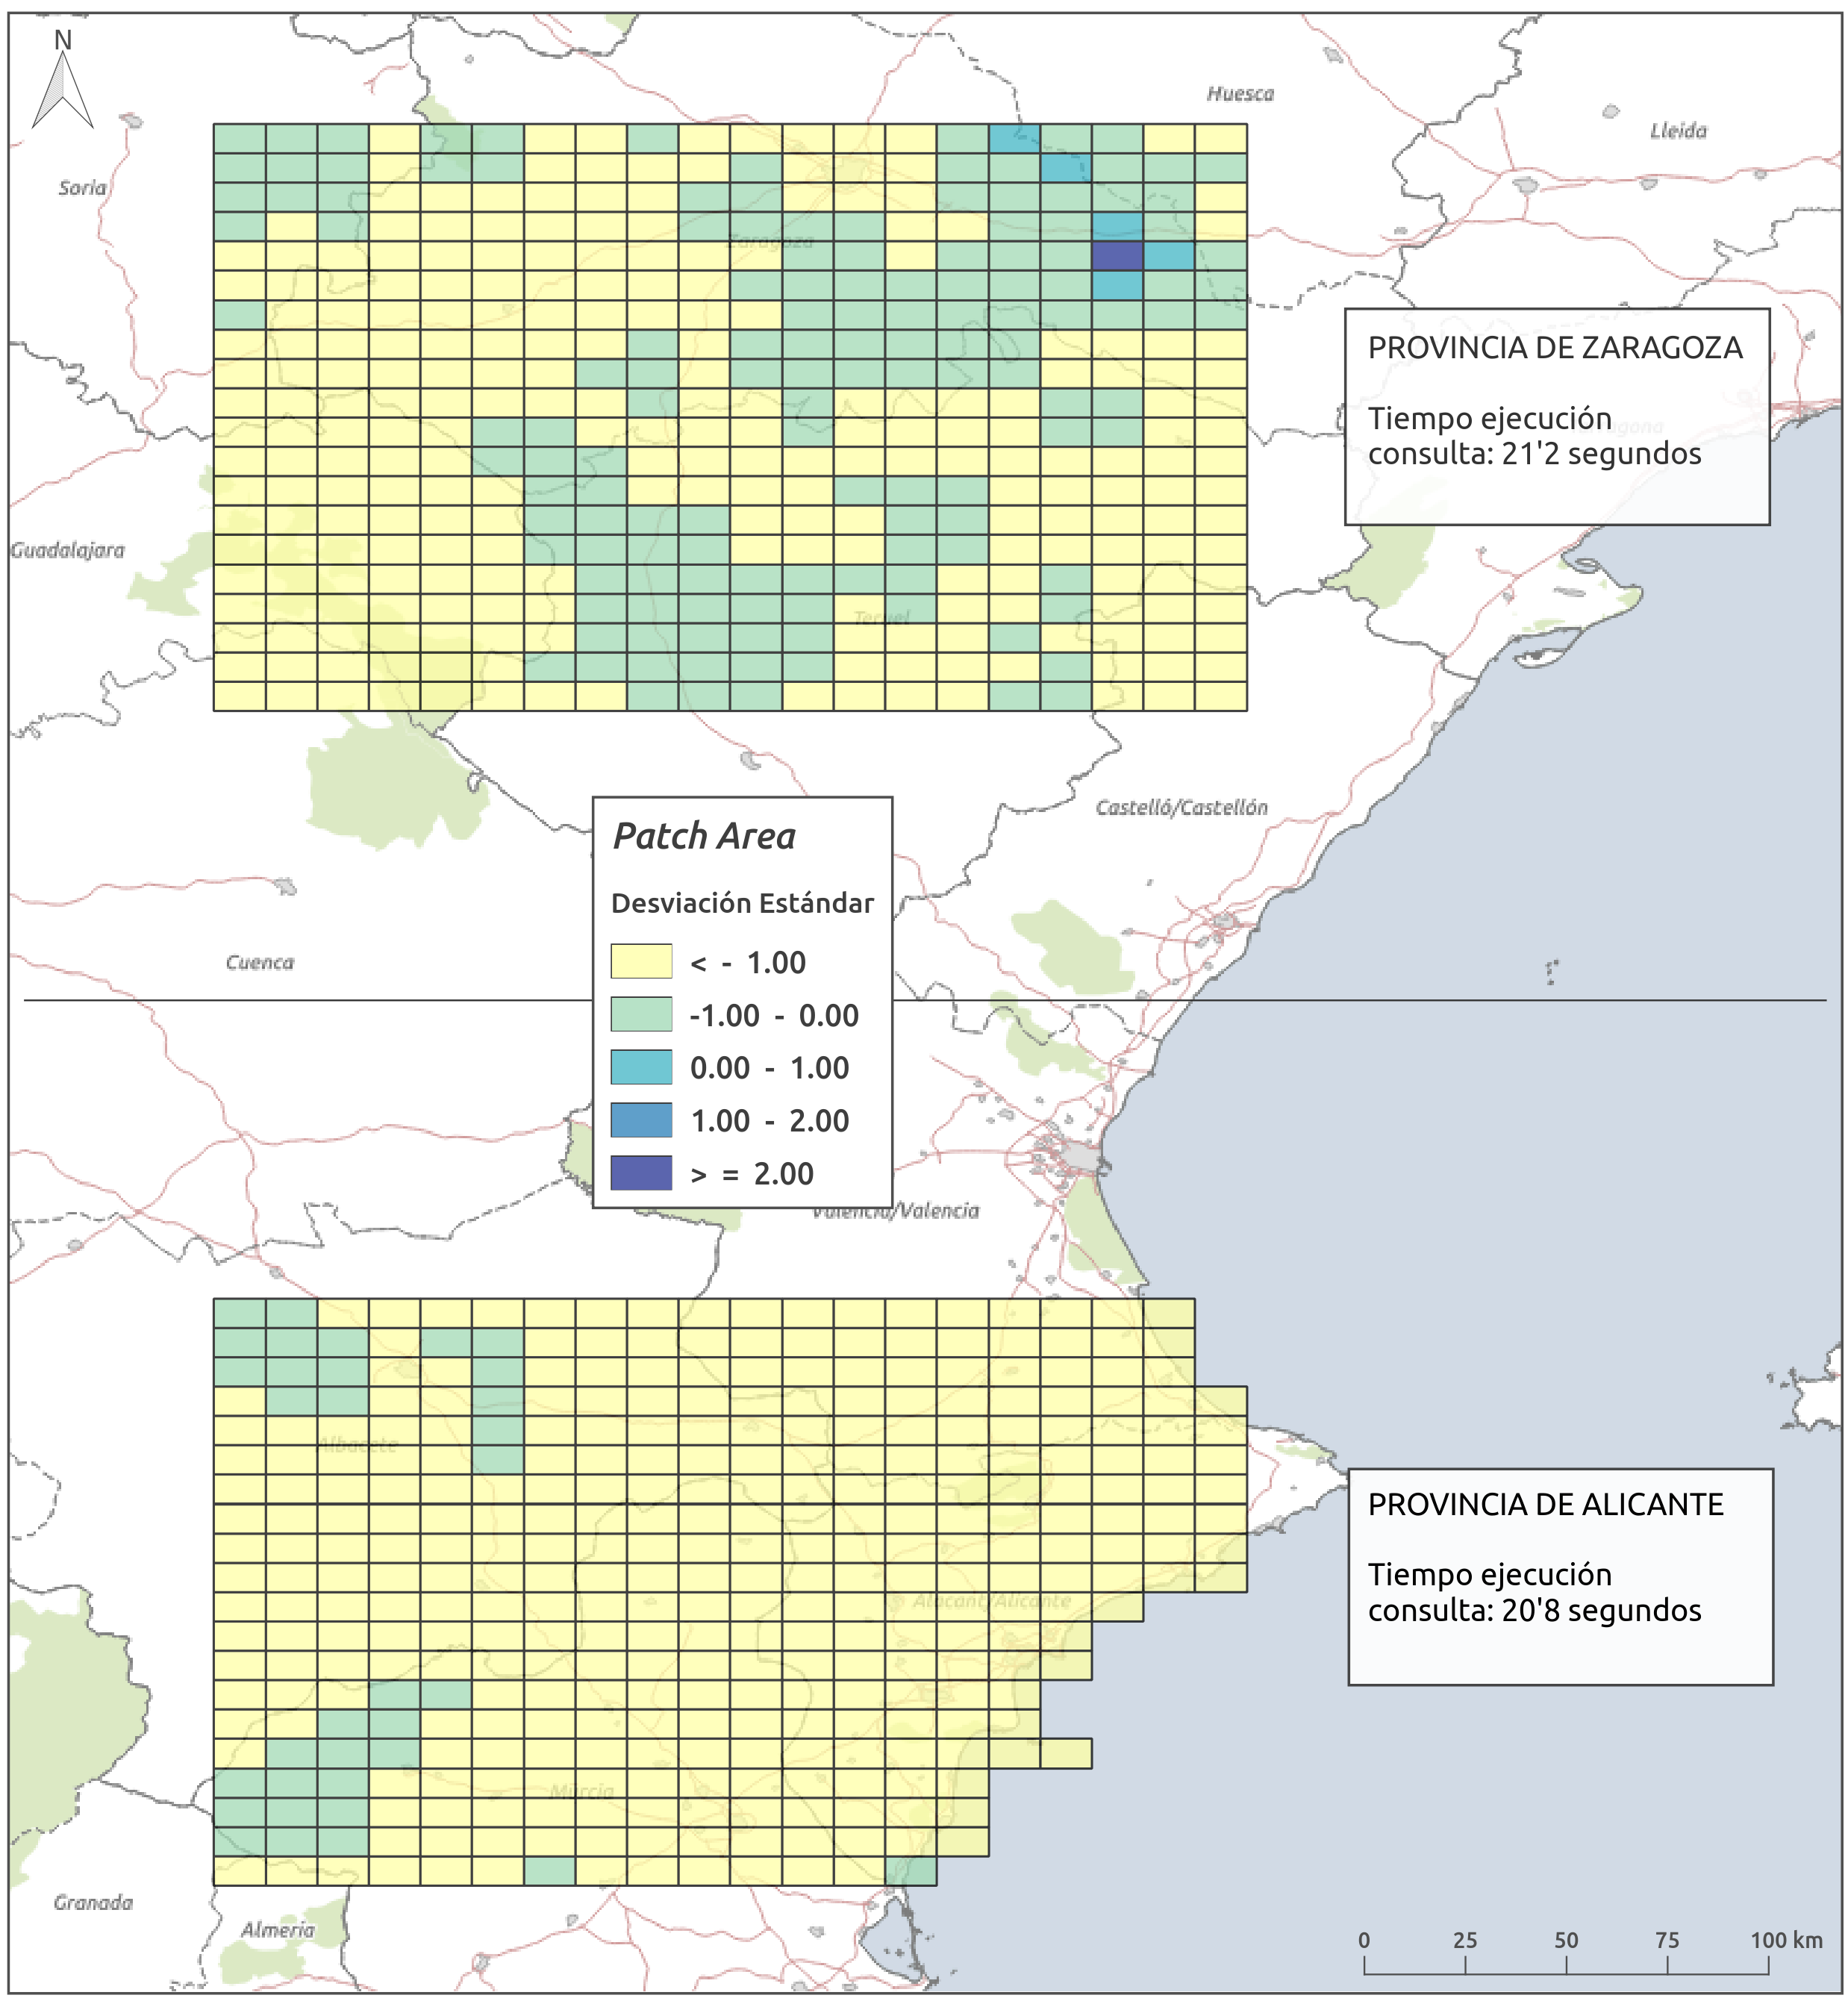 N
Huesca
Lleida
Soria
Zaragoza
PROVINCIA DE ZARAGOZA
Tiempo ejecución
consulta: 21'2 segundos
Guadalajara
Teruel
Castelló/Castellón
Patch Area
Desviación Estándar
< - 1.00
-1.00 - 0.00
0.00 - 1.00
1.00 - 2.00
> = 2.00
Cuenca
València/Valencia
Albacete
PROVINCIA DE ALICANTE
Tiempo ejecución
consulta: 20'8 segundos
Alacant/Alicante
Murcia
Granada
Almería
0 25 50 75 100 km